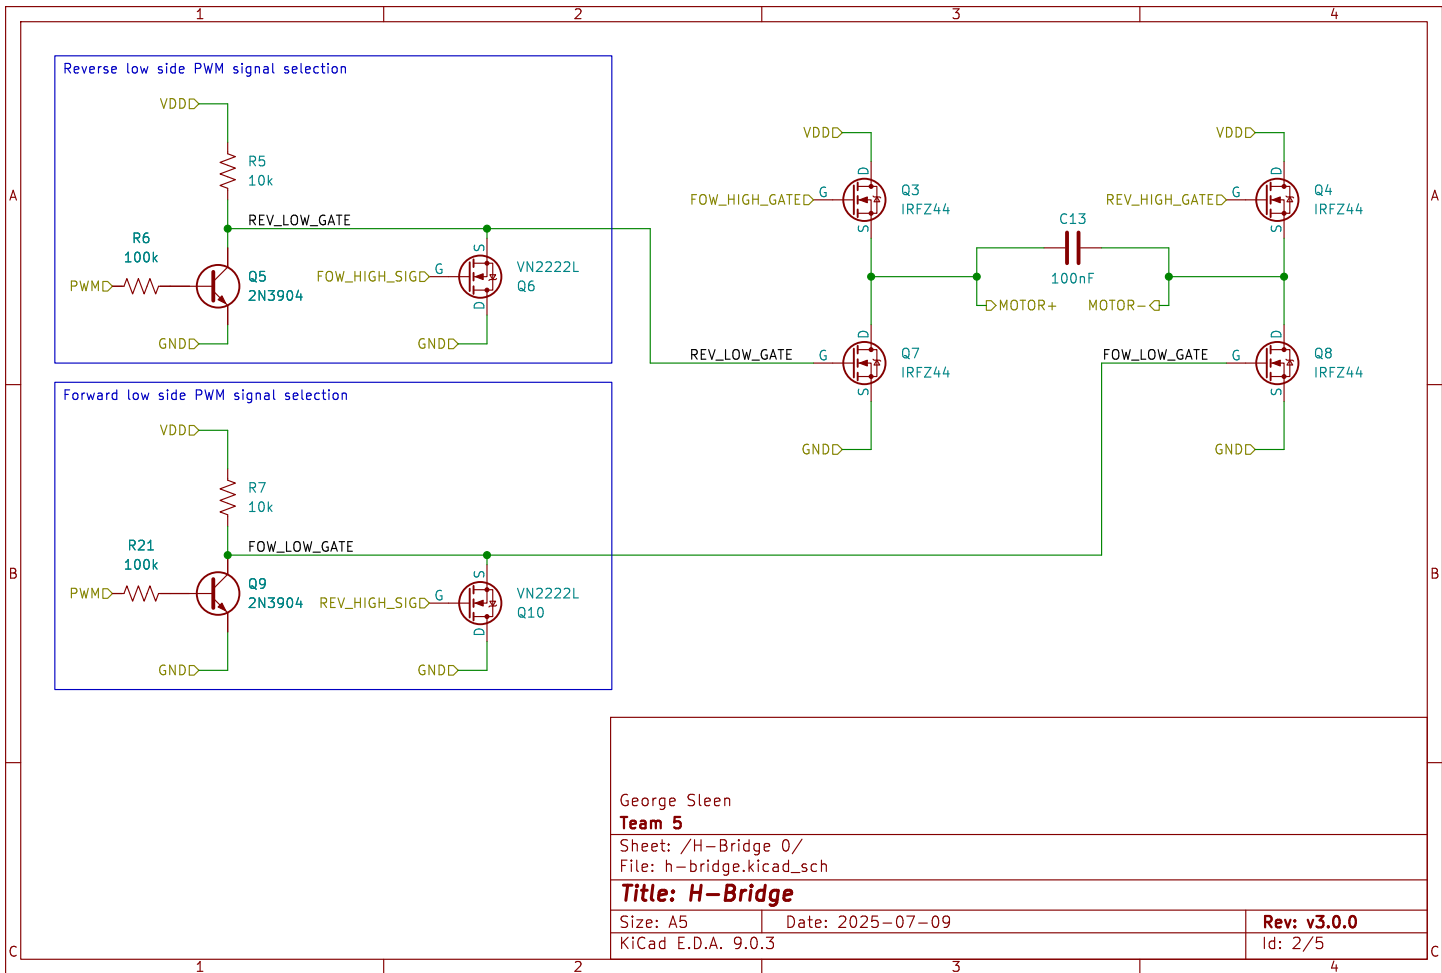 1 2 3 4
Reverse low side PWM signal selection
VDD
R5
10k
REV_LOW_GATE
R6
100k
PWM
Q5
2N3904
GND
FOW_HIGH_SIG
G
S
D
VN2222L
Q6
GND
Forward low side PWM signal selection
VDD
R7
10k
FOW_LOW_GATE
R21
100k
PWM
Q9
2N3904
GND
REV_HIGH_SIG
G
S
D
VN2222L
Q10
GND
VDD
D
FOW_HIGH_GATE
G
Q3
IRFZ44
S
VDD
D
REV_HIGH_GATE
G
Q4
IRFZ44
S
C13
100nF
MOTOR+
MOTOR-
REV_LOW_GATE
G
D
Q7
IRFZ44
S
GND
FOW_LOW_GATE
G
D
Q8
IRFZ44
S
GND
A
A
B
B
C
C
George Sleen
Team 5
Sheet: /H-Bridge 0/
File: h-bridge.kicad_sch
Title: H-Bridge
Size: A5 Date: 2025-07-09 Rev: v3.0.0
KiCad E.D.A. 9.0.3 Id: 2/5
1 2 3 4